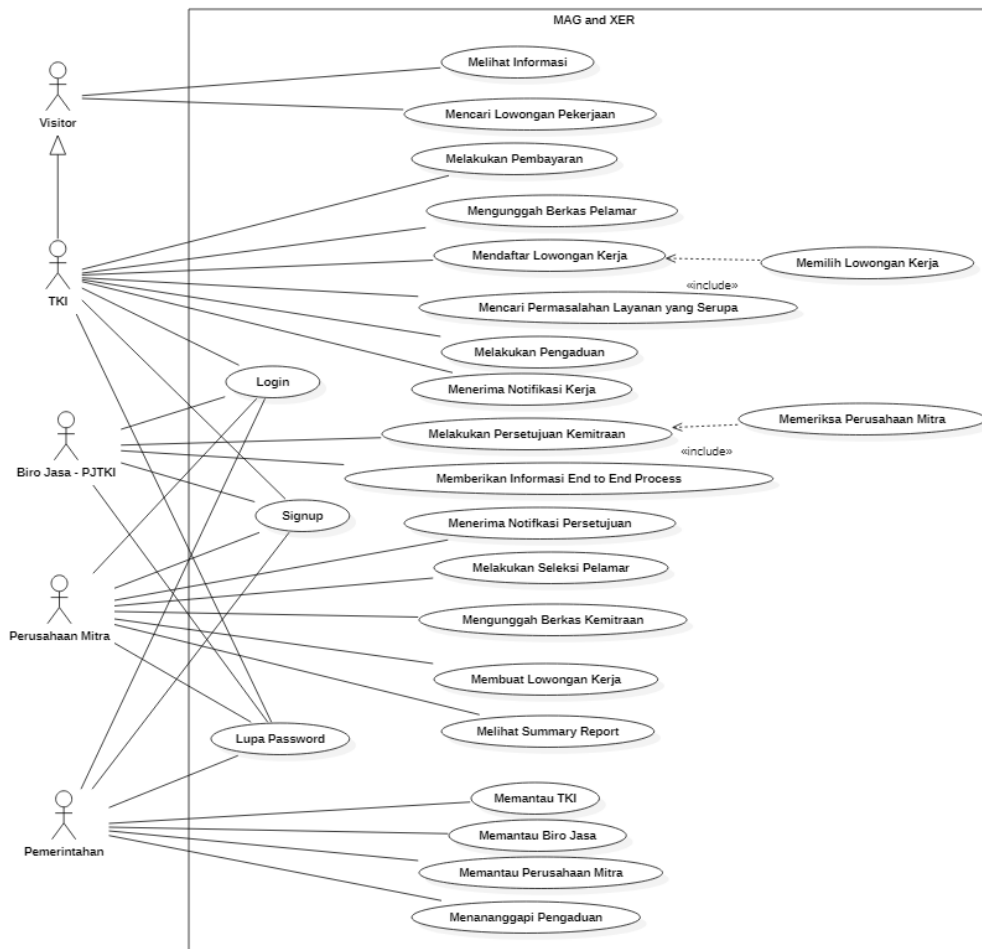 MAG and XER
Melihat Informasi
Visitor
Mencari Lowongan Pekerjaan
Melakukan Pembayaran
Mengunggah Berkas Pelamar
Mendaftar Lowongan Kerja
Memilih Lowongan Kerja
TKI
«include»
Mencari Permasalahan Layanan yang Serupa
Melakukan Pengaduan
Login
Menerima Notifikasi Kerja
Memeriksa Perusahaan Mitra
Melakukan Persetujuan Kemitraan
«include»
Biro Jasa - PJTKI
Memberikan Informasi End to End Process
Signup
Menerima Notifkasi Persetujuan
Melakukan Seleksi Pelamar
Mengunggah Berkas Kemitraan
Perusahaan Mitra
Membuat Lowongan Kerja
Melihat Summary Report
Lupa Password
Memantau TKI
Memantau Biro Jasa
Pemerintahan
Memantau Perusahaan Mitra
Menananggapi Pengaduan